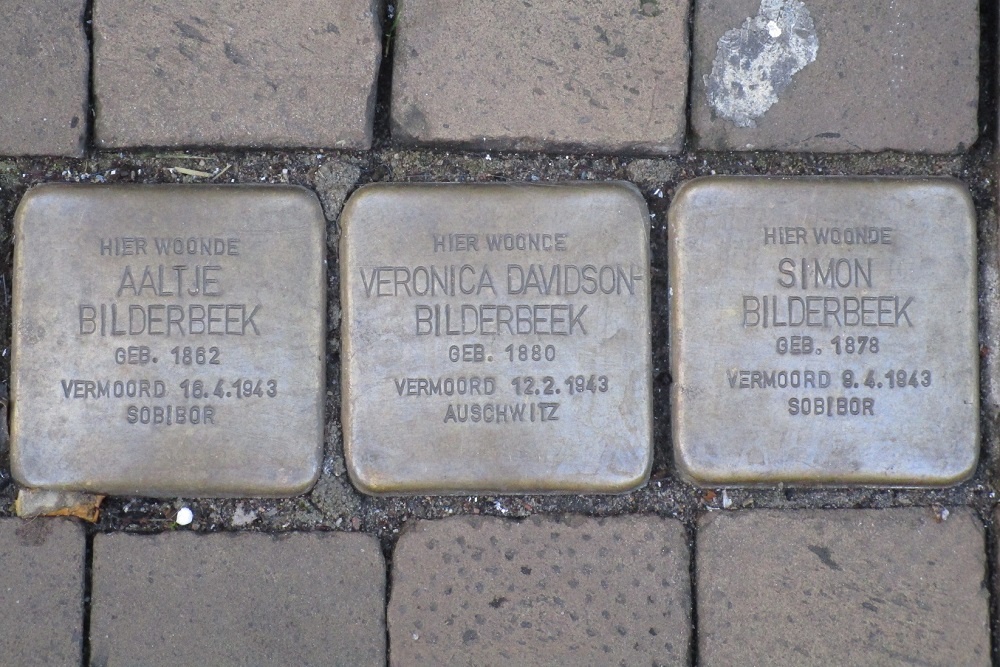 HIER WOONDE
AALTJE
BILDERBEEK
GEB. 1862
VERMOORD 16.4.1943
SOBIBOR
HIER WOONDE
VERONICA DAVIDSON-
BILDERBEEK
GEB. 1880
VERMOORD 12.2.1943
AUSCHWITZ
HIER WOONDE
SIMON
BILDERBEEK
GEB. 1878
VERMOORD 9.4.1943
SOBIBOR